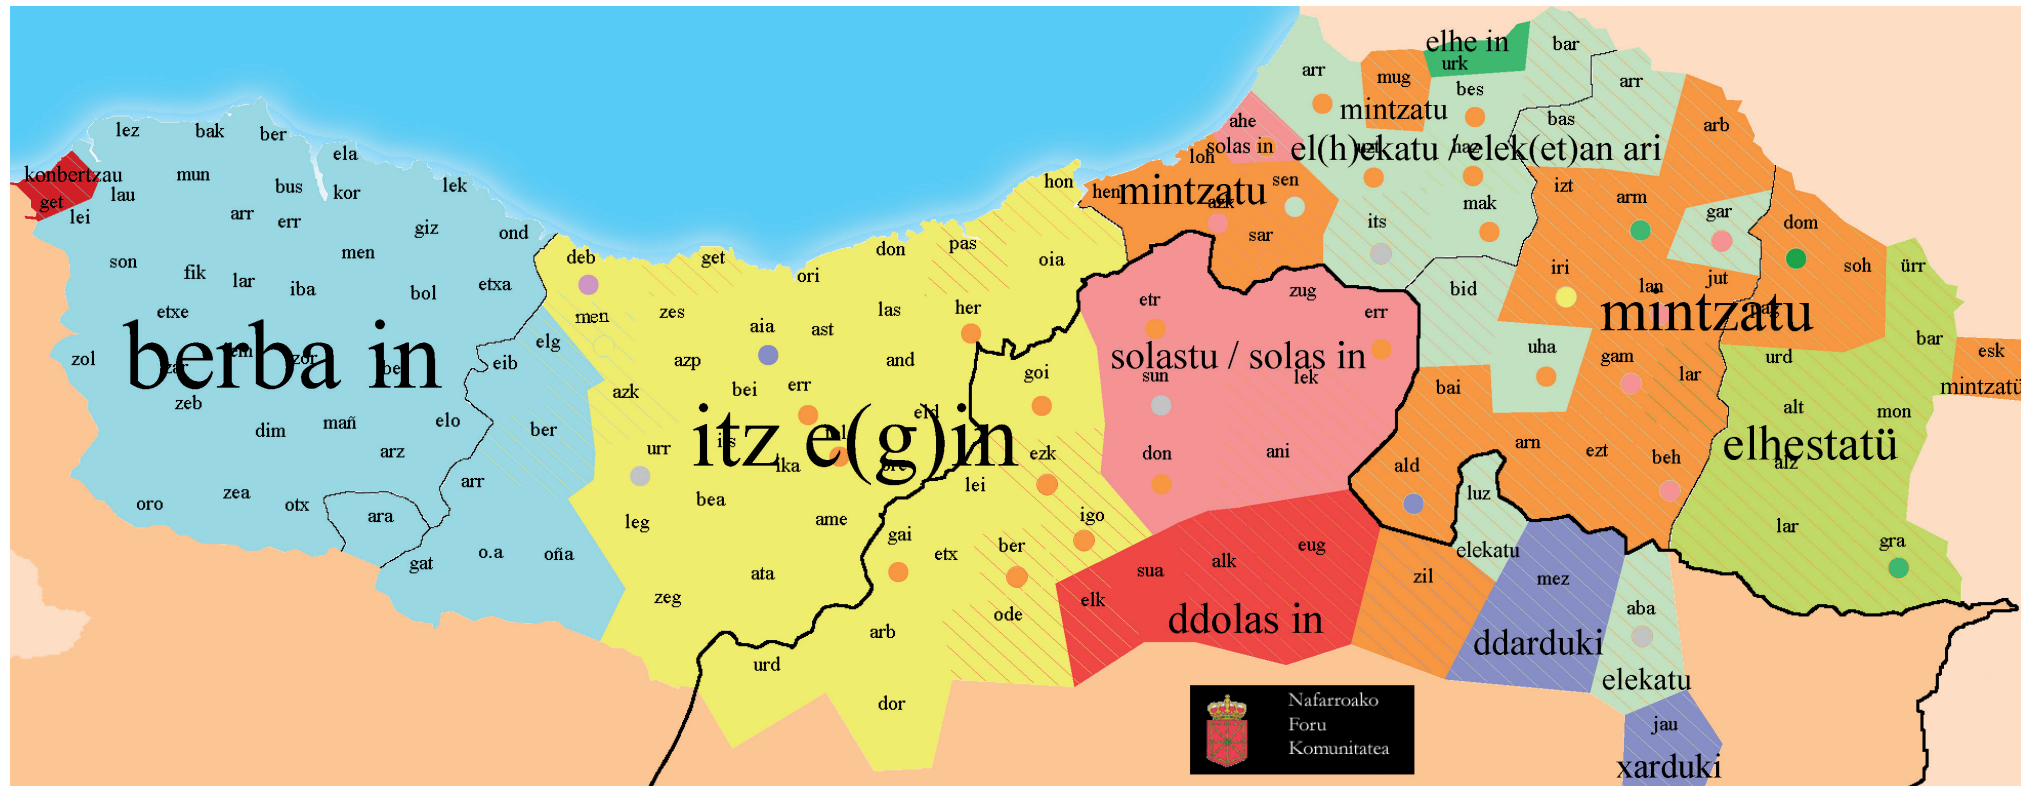 elhe in
bar
urk
arr
mug
bes
arr
lez
bak
ber
mintzatu
ahe
bas
arb
ela
solas in
loh
el(h)ekatu / elek(et)an ari
haz
konbertzau
mun
bus
kor
lek
hon
hen
mintzatu
sen
izt
arm
get
lau
lei
arr
err
azk
mak
gar
dom
giz
ond
its
sar
men
don
pas
oia
son
fik
deb
get
ori
soh
ürr
lar
iba
bol
etxa
iri
lan
jut
bid
etr
zug
etxe
men
zes
aia
ast
las
her
err
mintzatu
berba in
zol
zor
elg
eib
azp
and
goi
solastu / solas in
uha
gam
urd
bar
esk
lar
mintzatü
sun
lek
bai
zeb
azk
bei
err
alt
mon
dim
mañ
elo
ber
eld
itz e(g)in
arn
elhestatü
arz
urr
its
ika
ezk
don
ani
ald
ezt
beh
alz
arr
lei
luz
oro
zea
otx
ara
leg
bea
ame
igo
lar
gat
o.a
oña
gai
etx
ber
eug
elekatu
gra
ata
sua
alk
zil
mez
zeg
ode
elk
ddolas in
aba
arb
ddarduki
urd
elekatu
dor
jau
xarduki
Nafarroako
Foru
Komunitatea